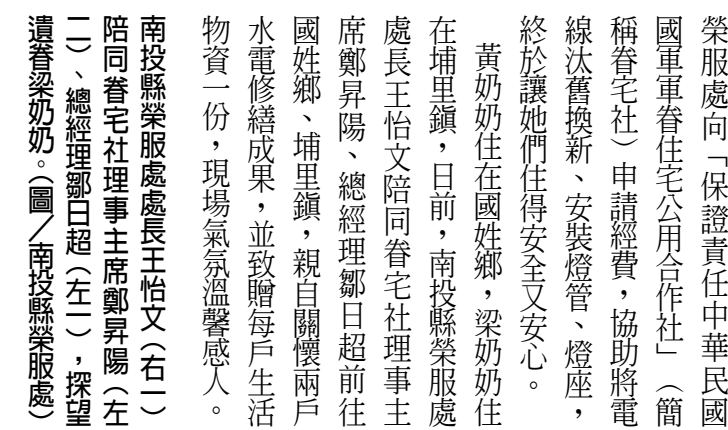 榮服處向「保證責任中華民國
國軍軍眷住宅公用合作社」（簡
稱眷宅社）申請經費，協助將電
線汰舊換新、安裝燈管、燈座，
終於讓她們住得安全又安心。
黃奶奶住在國姓鄉，梁奶奶住
在埔里鎮，日前，南投縣榮服處
處長王怡文陪同眷宅社理事主
席鄭昇陽、總經理鄒日超前往
國姓鄉、埔里鎮，親自關懷兩戶
水電修繕成果，並致贈每戶生活
物資一份，現場氣氛溫馨感人。
南投縣榮服處處長王怡文（右一）
陪同眷宅社理事主席鄭昇陽（左
二）、總經理鄒日超（左一），探望
遺眷梁奶奶。（圖／南投縣榮服處）